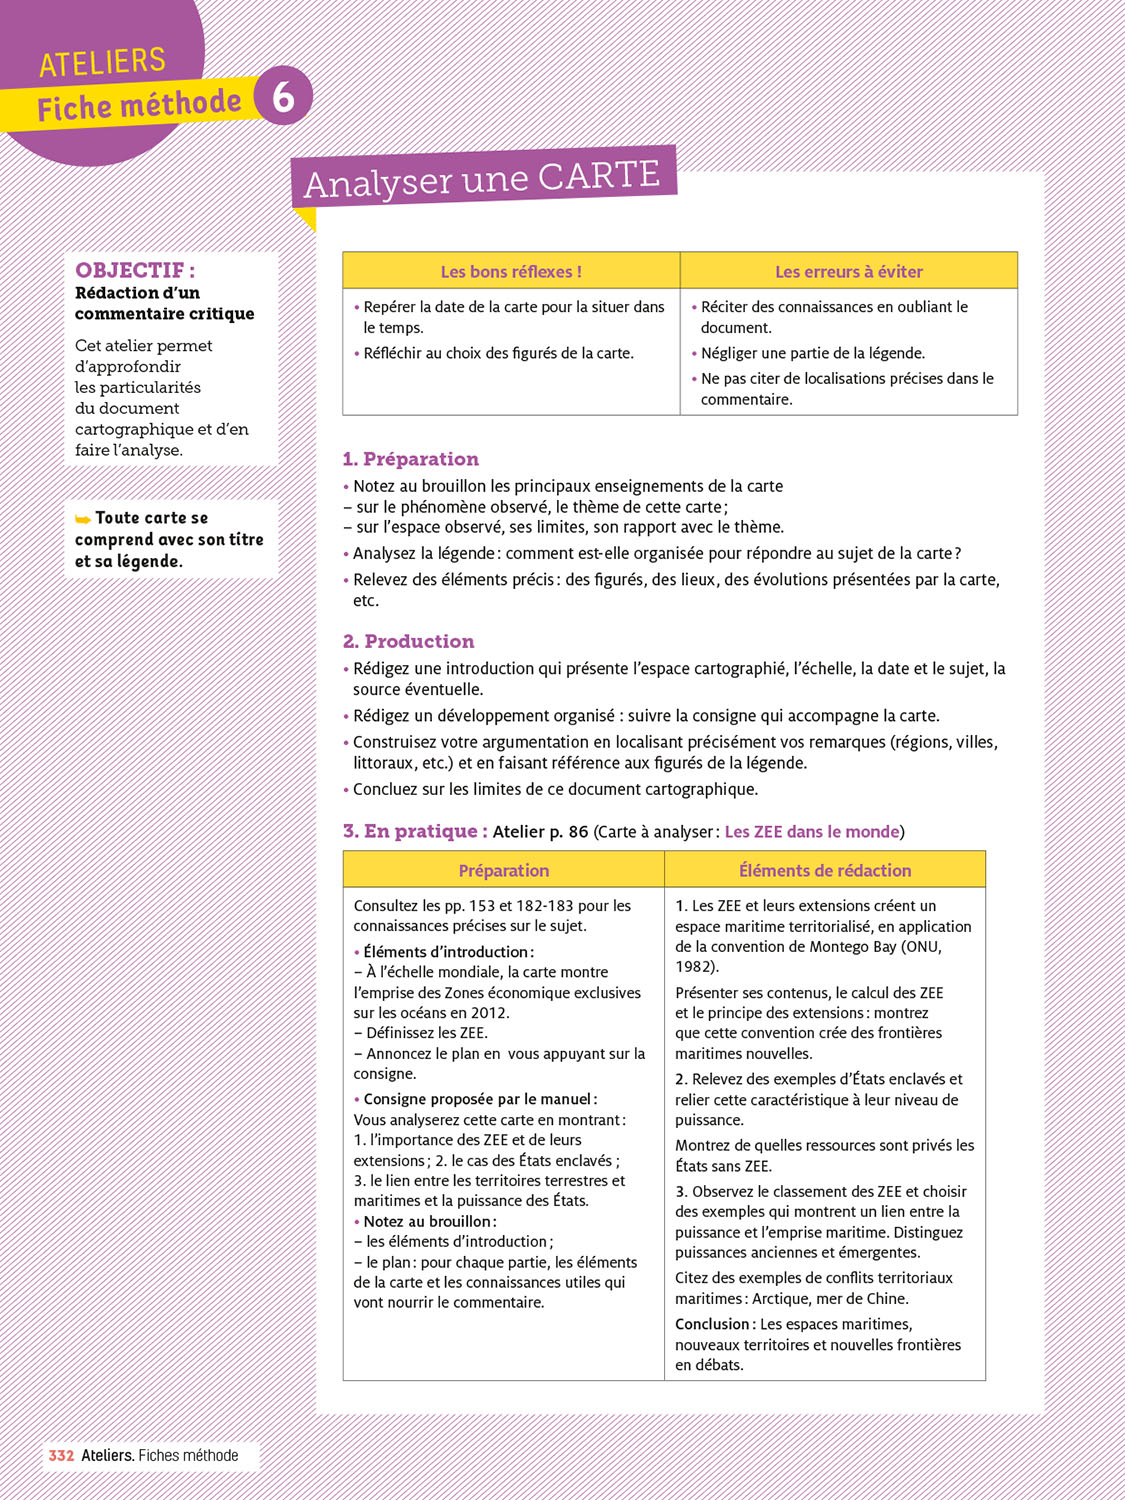 ATELIERS
Fiche méthode 6
Analyser une CARTE
OBJECTIF :
Rédaction d'un
commentaire critique
Cet atelier permet
d'approfondir
les particularités
du document
cartographique et d'en
faire l'analyse.
➥ Toute carte se
comprend avec son titre
et sa légende.
Les bons réflexes !
• Repérer la date de la carte pour la situer dans
le temps.
• Réfléchir au choix des figurés de la carte.
Les erreurs à éviter
• Réciter des connaissances en oubliant le
document.
• Négliger une partie de la légende.
• Ne pas citer de localisations précises dans le
commentaire.
1. Préparation
• Notez au brouillon les principaux enseignements de la carte
– sur le phénomène observé, le thème de cette carte ;
– sur l'espace observé, ses limites, son rapport avec le thème.
• Analysez la légende : comment est-elle organisée pour répondre au sujet de la carte ?
• Relevez des éléments précis : des figurés, des lieux, des évolutions présentées par la carte,
etc.
2. Production
• Rédigez une introduction qui présente l'espace cartographié, l'échelle, la date et le sujet, la
source éventuelle.
• Rédigez un développement organisé : suivre la consigne qui accompagne la carte.
• Construisez votre argumentation en localisant précisément vos remarques (régions, villes,
littoraux, etc.) et en faisant référence aux figurés de la légende.
• Concluez sur les limites de ce document cartographique.
3. En pratique : Atelier p. 86 (Carte à analyser : Les ZEE dans le monde)
Préparation
Consultez les pp. 153 et 182-183 pour les
connaissances précises sur le sujet.
• Éléments d'introduction :
– À l'échelle mondiale, la carte montre
l'emprise des Zones économique exclusives
sur les océans en 2012.
– Définissez les ZEE.
– Annoncez le plan en vous appuyant sur la
consigne.
• Consigne proposée par le manuel :
Vous analyserez cette carte en montrant :
1. l'importance des ZEE et de leurs
extensions ; 2. le cas des États enclavés ;
3. le lien entre les territoires terrestres et
maritimes et la puissance des États.
• Notez au brouillon :
– les éléments d'introduction ;
– le plan : pour chaque partie, les éléments
de la carte et les connaissances utiles qui
vont nourrir le commentaire.
Éléments de rédaction
1. Les ZEE et leurs extensions créent un
espace maritime territorialisé, en application
de la convention de Montego Bay (ONU,
1982).
Présenter ses contenus, le calcul des ZEE
et le principe des extensions : montrez
que cette convention crée des frontières
maritimes nouvelles.
2. Relevez des exemples d'États enclavés et
relier cette caractéristique à leur niveau de
puissance.
Montrez de quelles ressources sont privés les
États sans ZEE.
3. Observez le classement des ZEE et choisir
des exemples qui montrent un lien entre la
puissance et l'emprise maritime. Distinguez
puissances anciennes et émergentes.
Citez des exemples de conflits territoriaux
maritimes : Arctique, mer de Chine.
Conclusion : Les espaces maritimes,
nouveaux territoires et nouvelles frontières
en débats.
332 Ateliers. Fiches méthode